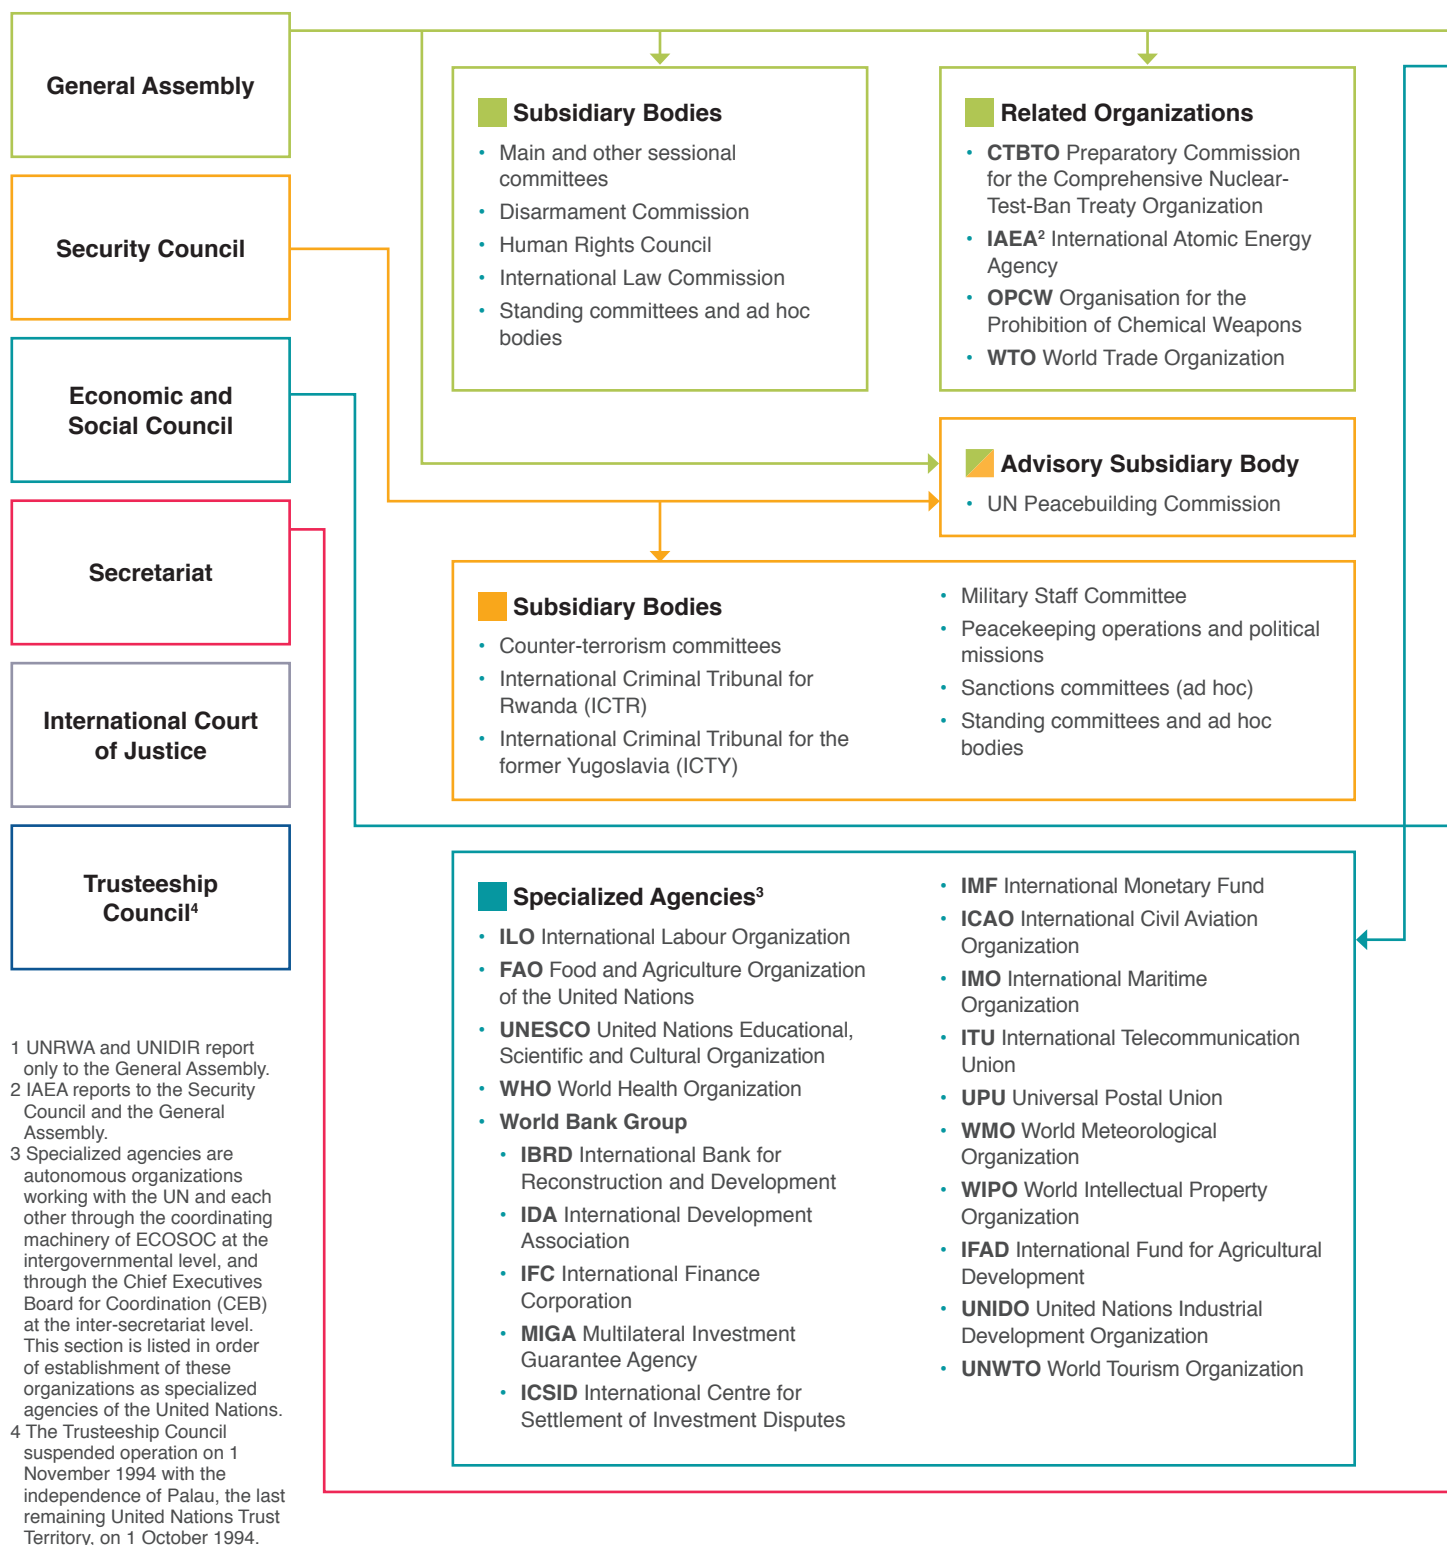 General Assembly
Security Council
Economic and
Social Council
Secretariat
International Court
of Justice
Trusteeship
Council4
Subsidiary Bodies
• Main and other sessional
committees
• Disarmament Commission
• Human Rights Council
• International Law Commission
• Standing committees and ad hoc
bodies
Related Organizations
• CTBTO Preparatory Commission
for the Comprehensive Nuclear-
Test-Ban Treaty Organization
• IAEA2 International Atomic Energy
Agency
• OPCW Organisation for the
Prohibition of Chemical Weapons
• WTO World Trade Organization
Advisory Subsidiary Body
• UN Peacebuilding Commission
Subsidiary Bodies
• Counter-terrorism committees
• International Criminal Tribunal for
Rwanda (ICTR)
• International Criminal Tribunal for the
former Yugoslavia (ICTY)
• Military Staff Committee
• Peacekeeping operations and political
missions
• Sanctions committees (ad hoc)
• Standing committees and ad hoc
bodies
Specialized Agencies3
• ILO International Labour Organization
• FAO Food and Agriculture Organization
of the United Nations
• UNESCO United Nations Educational,
Scientific and Cultural Organization
• WHO World Health Organization
• World Bank Group
• IBRD International Bank for
Reconstruction and Development
• IDA International Development
Association
• IFC International Finance
Corporation
• MIGA Multilateral Investment
Guarantee Agency
• ICSID International Centre for
Settlement of Investment Disputes
• IMF International Monetary Fund
• ICAO International Civil Aviation
Organization
• IMO International Maritime
Organization
• ITU International Telecommunication
Union
• UPU Universal Postal Union
• WMO World Meteorological
Organization
• WIPO World Intellectual Property
Organization
• IFAD International Fund for Agricultural
Development
• UNIDO United Nations Industrial
Development Organization
• UNWTO World Tourism Organization
1 UNRWA and UNIDIR report
only to the General Assembly.
2 IAEA reports to the Security
Council and the General
Assembly.
3 Specialized agencies are
autonomous organizations
working with the UN and each
other through the coordinating
machinery of ECOSOC at the
intergovernmental level, and
through the Chief Executives
Board for Coordination (CEB)
at the inter-secretariat level.
This section is listed in order
of establishment of these
organizations as specialized
agencies of the United Nations.
4 The Trusteeship Council
suspended operation on 1
November 1994 with the
independence of Palau, the last
remaining United Nations Trust
Territory, on 1 October 1994.